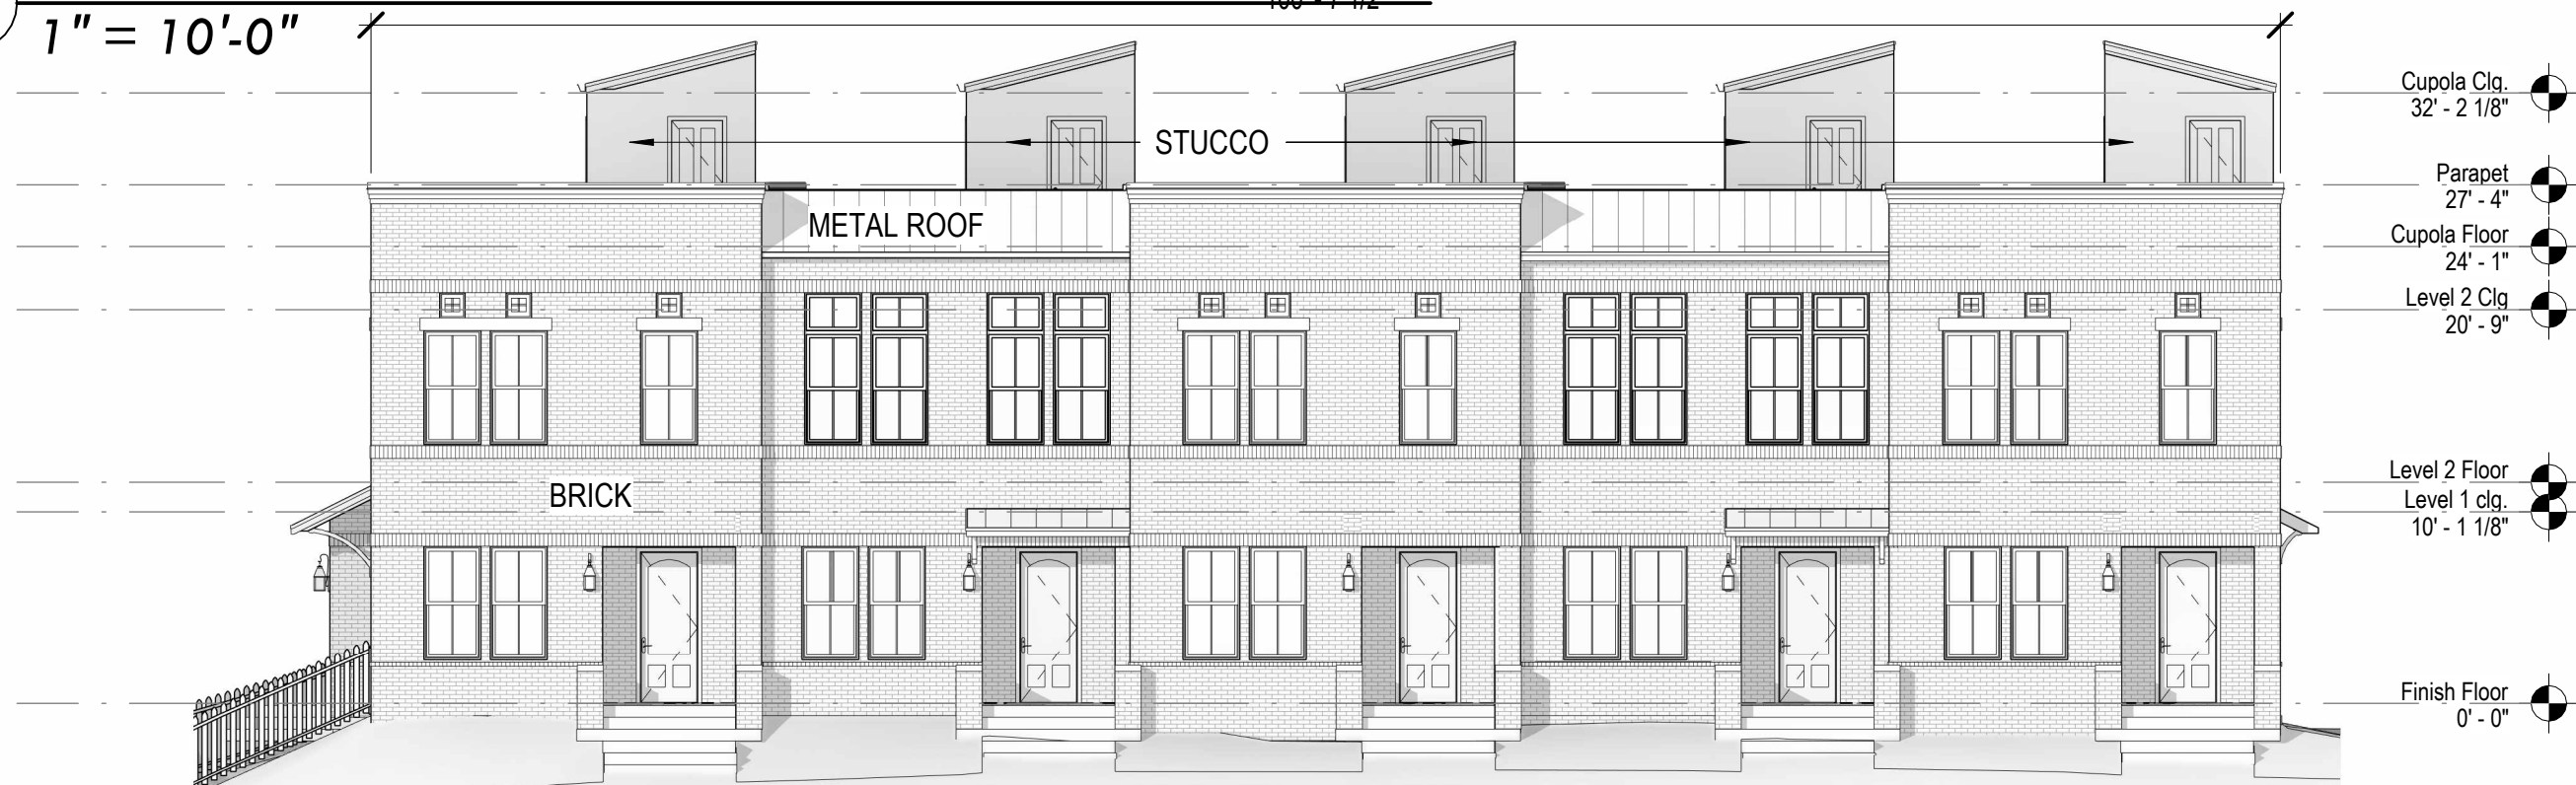 1" = 10'-0"
Cupola Clg.
32' - 2 1/8"
STUCCO
Parapet
27' - 4"
METAL ROOF
Cupola Floor
24' - 1"
Level 2 Clg
20' - 9"
Level 2 Floor
BRICK
Level 1 clg.
10' - 1 1/8"
Finish Floor
0' - 0"